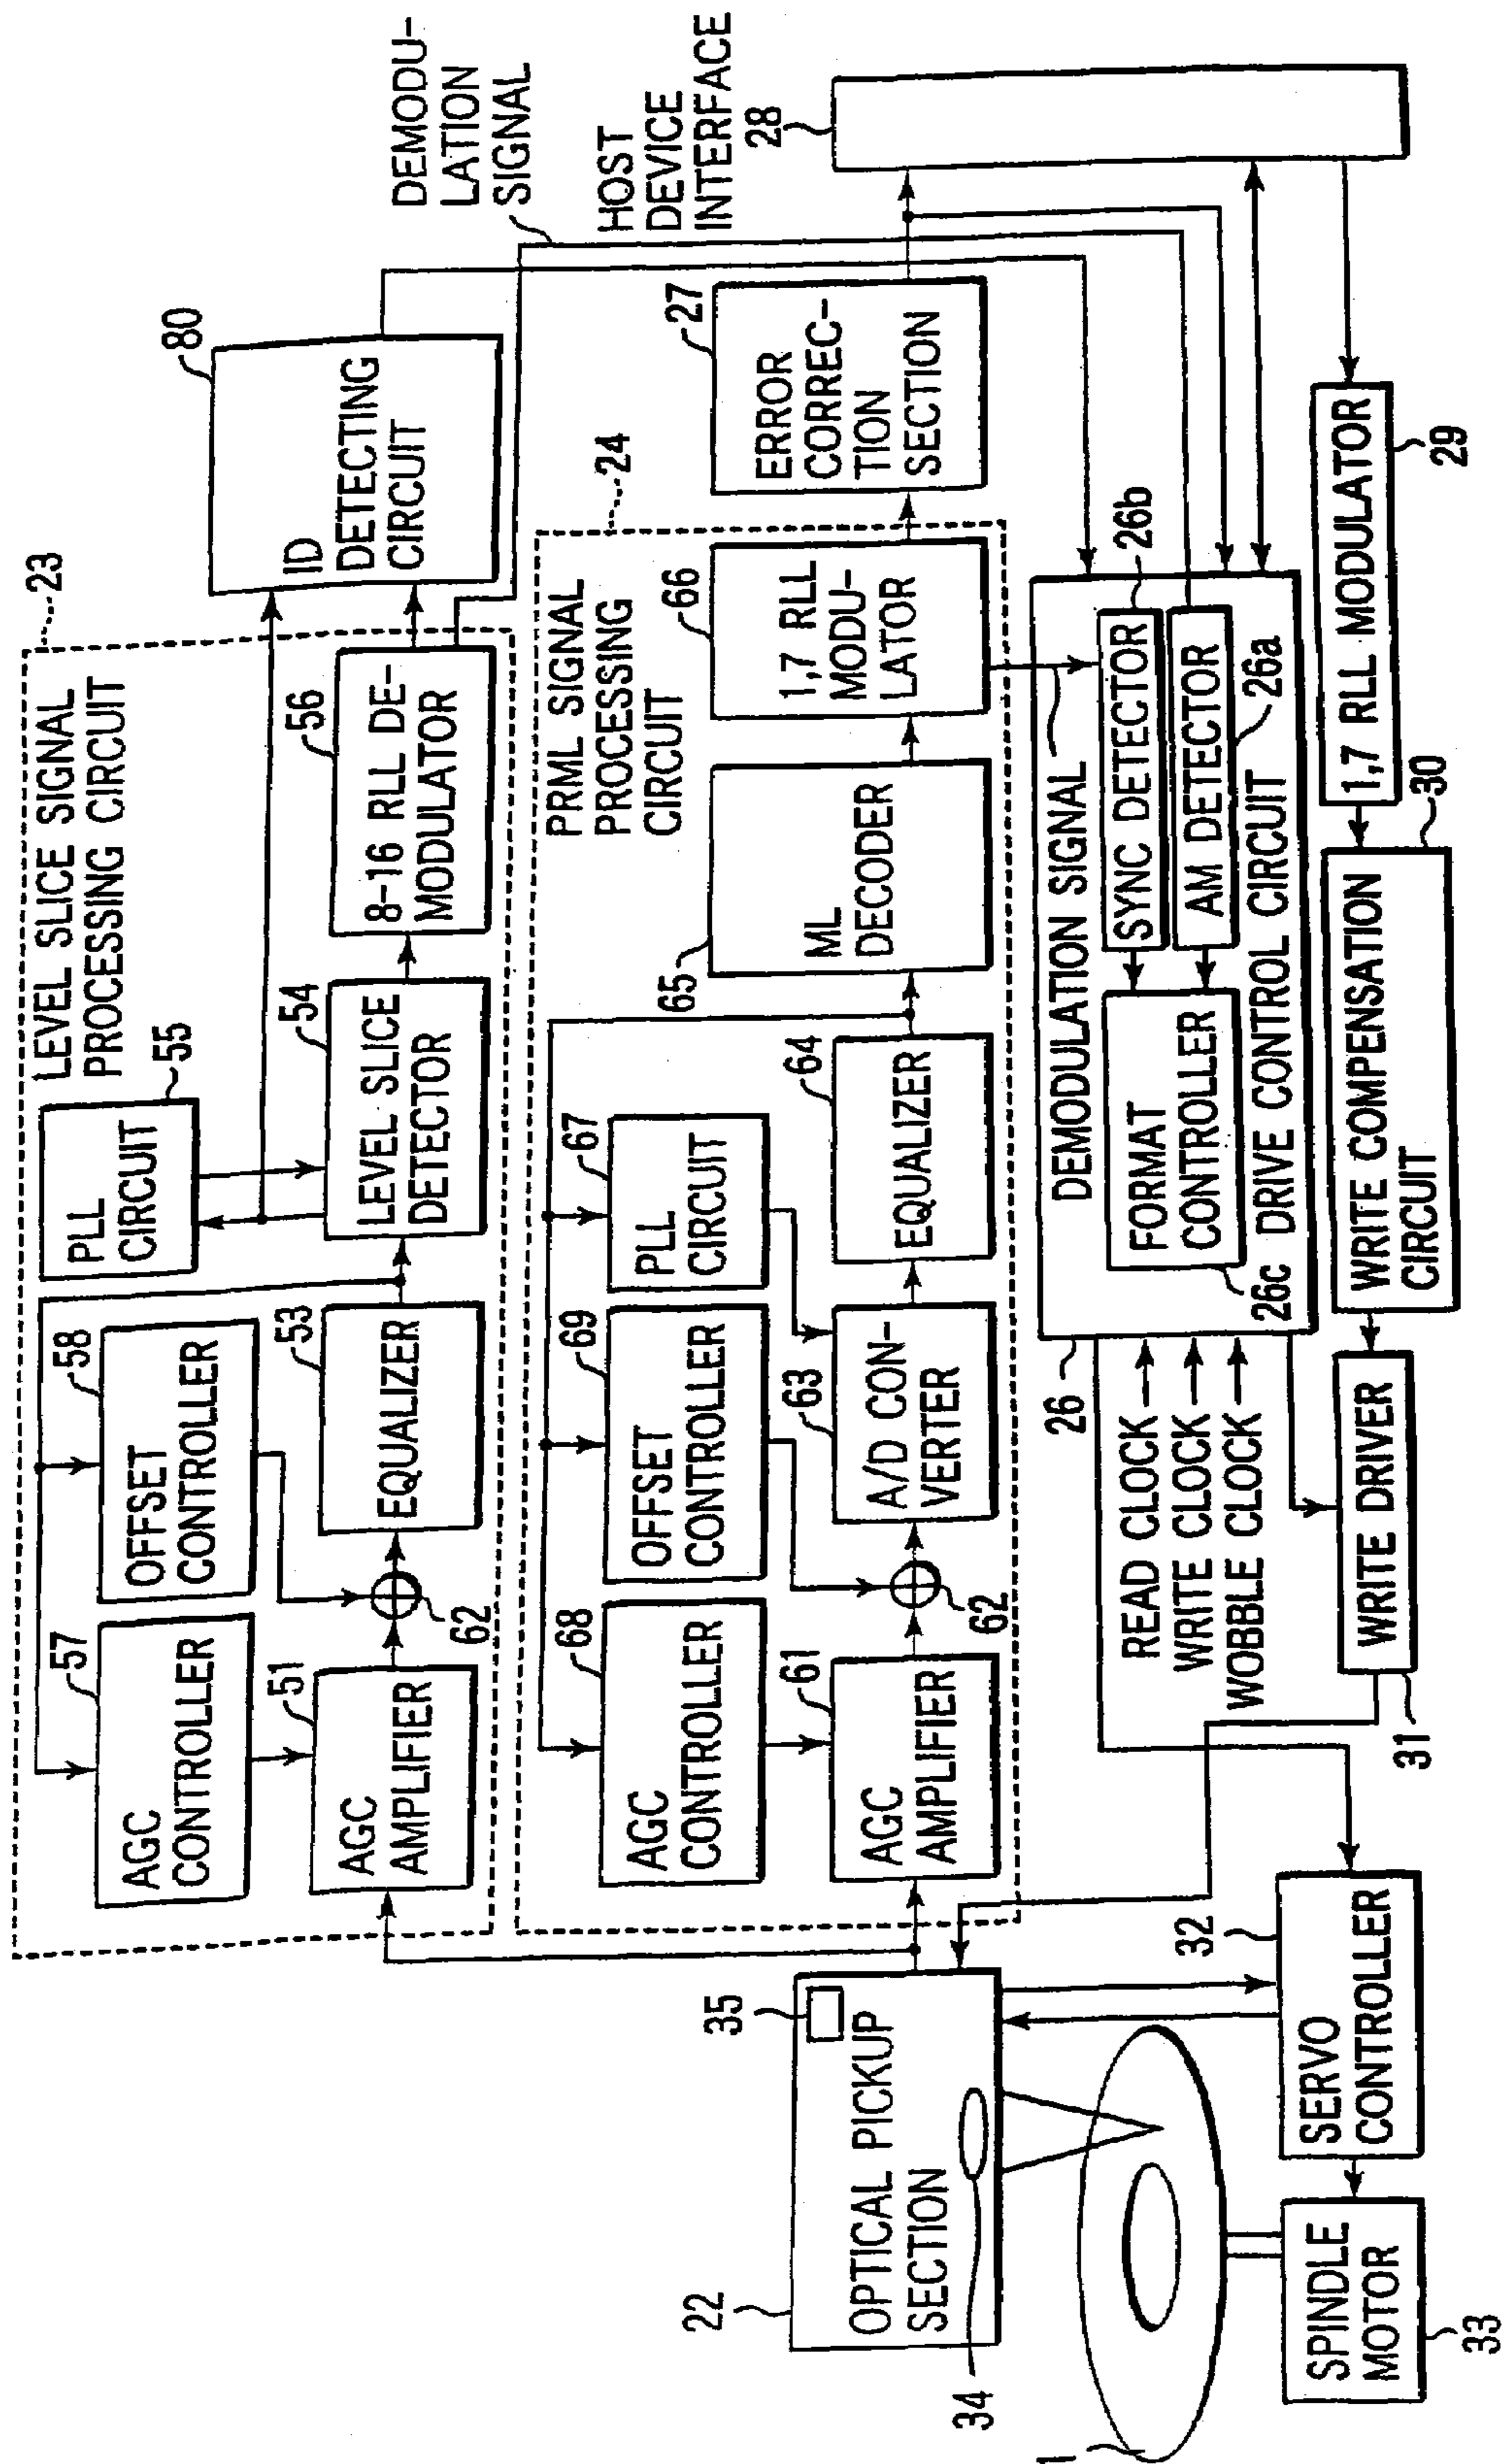 LEVEL SLICE SIGNAL
PROCESSING CIRCUIT
23
57
AGC
CONTROLLER
58
OFFSET
CONTROLLER
PLL
CIRCUIT
55
51
AGC
AMPLIFIER
62
53
EQUALIZER
54
LEVEL SLICE
DETECTOR
56
8-16 RLL DE-
MODULATOR
80
ID
DETECTING
CIRCUIT
DEMODU-
LATION
SIGNAL
PRML SIGNAL
PROCESSING
CIRCUIT
24
68
AGC
CONTROLLER
69
OFFSET
CONTROLLER
67
PLL
CIRCUIT
61
AGC
AMPLIFIER
62
63
A/D CON-
VERTER
64
EQUALIZER
65
ML
DECODER
66
1,7 RLL
MODU-
LATOR
27
ERROR
CORREC-
TION
SECTION
HOST
DEVICE
INTERFACE
28
22
35
OPTICAL PICKUP
SECTION
34
1
26
READ CLOCK
WRITE CLOCK
WOBBLE CLOCK
DEMODULATION SIGNAL
FORMAT
CONTROLLER
26c
SYNC DETECTOR
26b
AM DETECTOR
26a
DRIVE CONTROL CIRCUIT
SPINDLE
MOTOR
33
SERVO
CONTROLLER
32
WRITE DRIVER
31
WRITE COMPENSATION
CIRCUIT
30
1,7 RLL MODULATOR
29